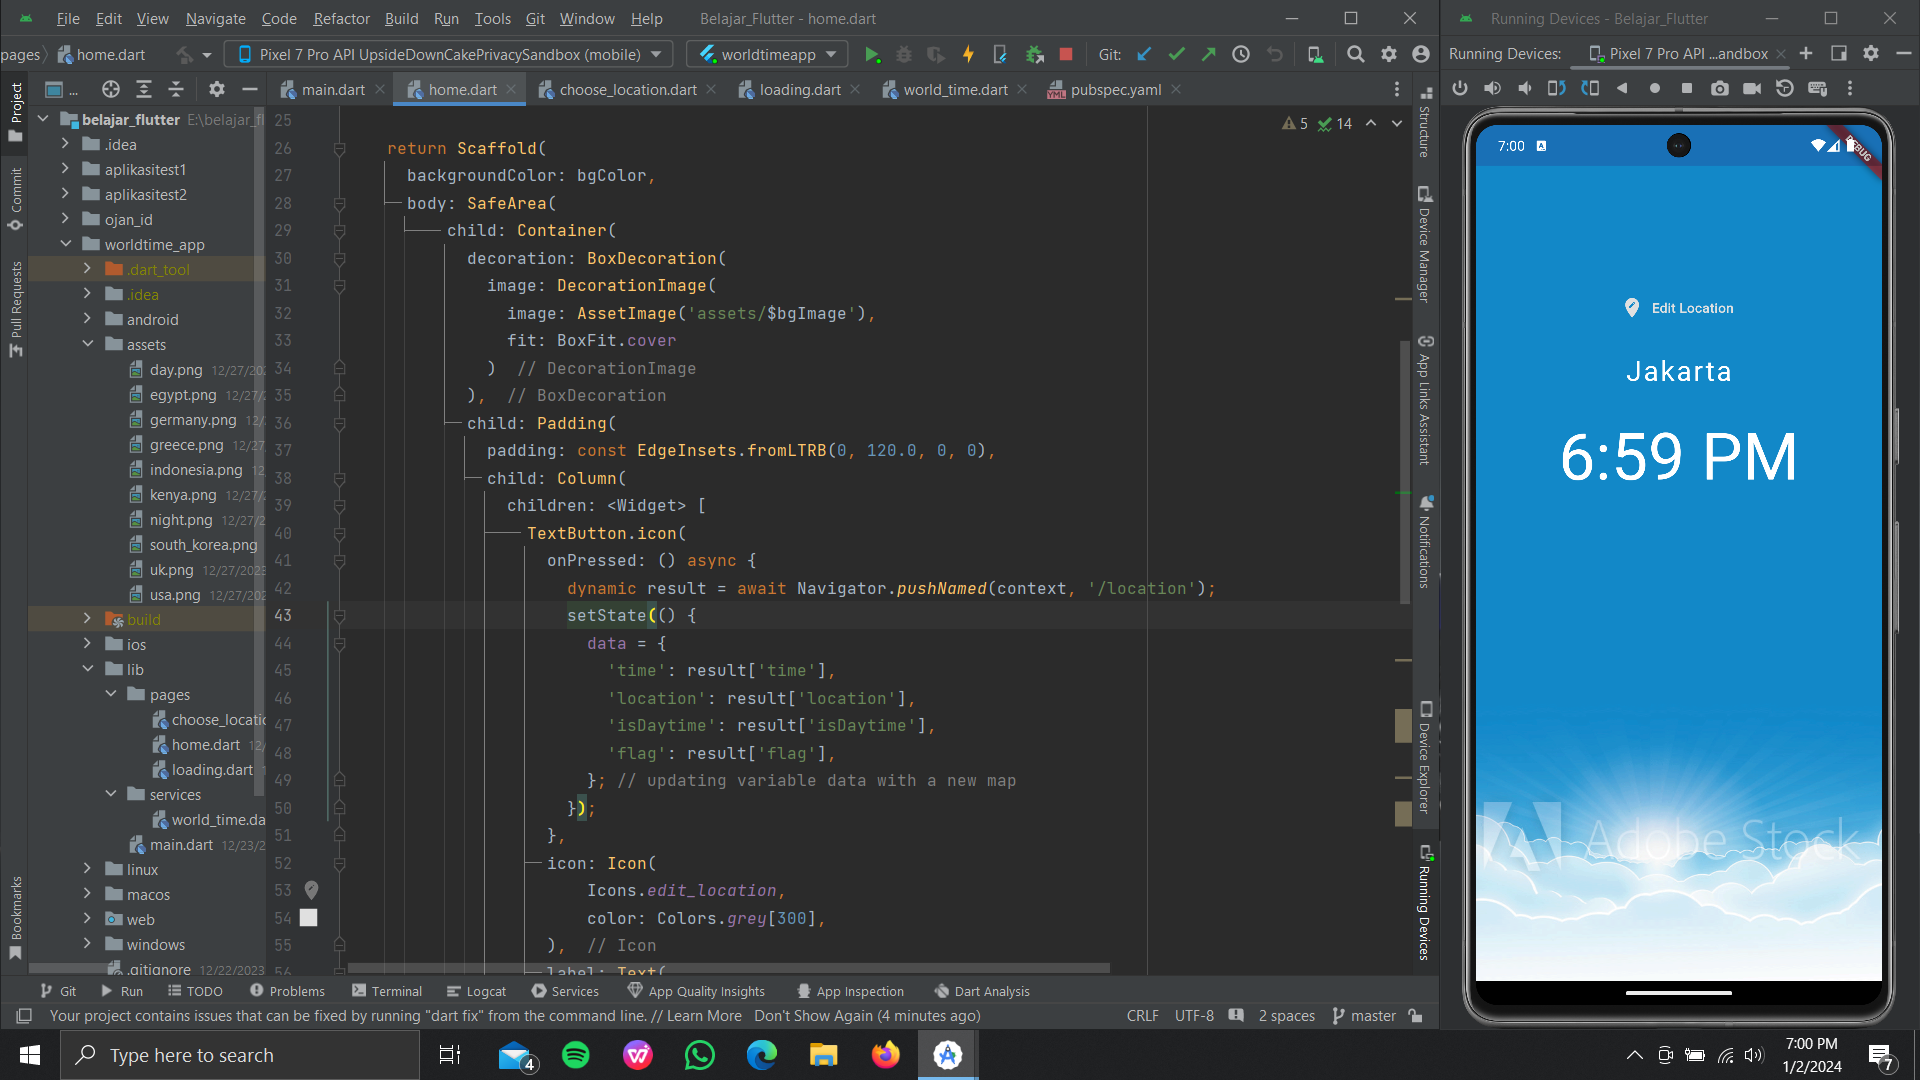 File Edit View Navigate Code Refactor Build Run Tools Git Window Help Belajar_Flutter - home.dart
Running Devices - Belajar_Flutter
pages home.dart Pixel 7 Pro API UpsideDownCakePrivacySandbox (mobile) worldtimeapp Git:
Running Devices: Pixel 7 Pro API ...andbox
Project
Commit
Pull Requests
Bookmarks
...
main.dart home.dart choose_location.dart loading.dart world_time.dart pubspec.yaml
belajar_flutter E:\belajar_fl
.idea
aplikasitest1
aplikasitest2
ojan_id
worldtime_app
.dart_tool
.idea
android
assets
day.png 12/27/202
egypt.png 12/27/
germany.png 12/
greece.png 12/27
indonesia.png 12
kenya.png 12/27/
night.png 12/27/2
south_korea.png
uk.png 12/27/2023
usa.png 12/27/202
build
ios
lib
pages
choose_locatio
home.dart 12/
loading.dart
services
world_time.da
main.dart 12/23/2
linux
macos
web
windows
.gitignore 12/22/2023
5 14
25
26 return Scaffold(
27 backgroundColor: bgColor,
28 body: SafeArea(
29 child: Container(
30 decoration: BoxDecoration(
31 image: DecorationImage(
32 image: AssetImage('assets/$bgImage'),
33 fit: BoxFit.cover
34 ) // DecorationImage
35 ), // BoxDecoration
36 child: Padding(
37 padding: const EdgeInsets.fromLTRB(0, 120.0, 0, 0),
38 child: Column(
39 children: <Widget> [
40 TextButton.icon(
41 onPressed: () async {
42 dynamic result = await Navigator.pushNamed(context, '/location');
43 setState(() {
44 data = {
45 'time': result['time'],
46 'location': result['location'],
47 'isDaytime': result['isDaytime'],
48 'flag': result['flag'],
49 }; // updating variable data with a new map
50 });
51 },
52 icon: Icon(
53 Icons.edit_location,
54 color: Colors.grey[300],
55 ), // Icon
56 label: Text(
Structure
Device Manager
App Links Assistant
Notifications
Device Explorer
Running Devices
7:00
DEBUG
Edit Location
Jakarta
6:59 PM
Adobe Stock
Git Run TODO Problems Terminal Logcat Services App Quality Insights App Inspection Dart Analysis
Your project contains issues that can be fixed by running "dart fix" from the command line. // Learn More Don't Show Again (4 minutes ago)
CRLF UTF-8 2 spaces master
Type here to search
4
7:00 PM
1/2/2024
7